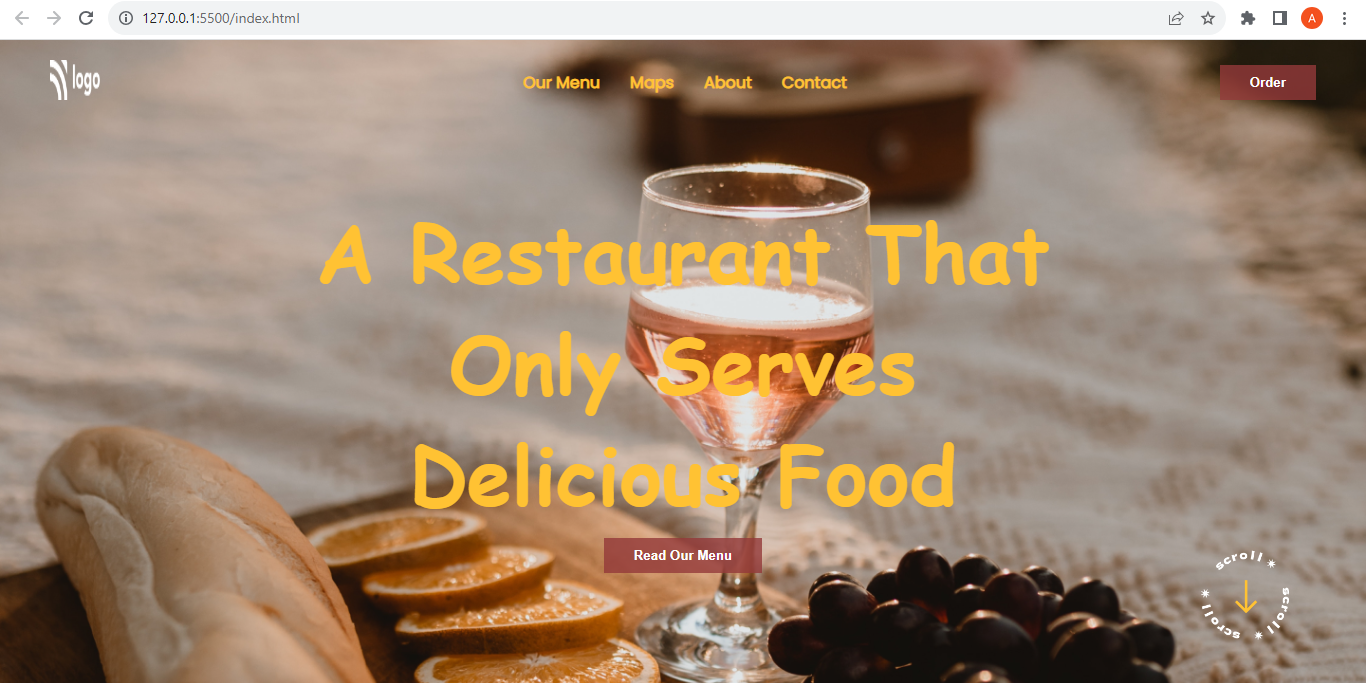 127.0.0.1:5500/index.html
A
logo
Our Menu Maps About Contact
Order
A Restaurant That
Only Serves
Delicious Food
Read Our Menu
scroll * scroll * scroll *